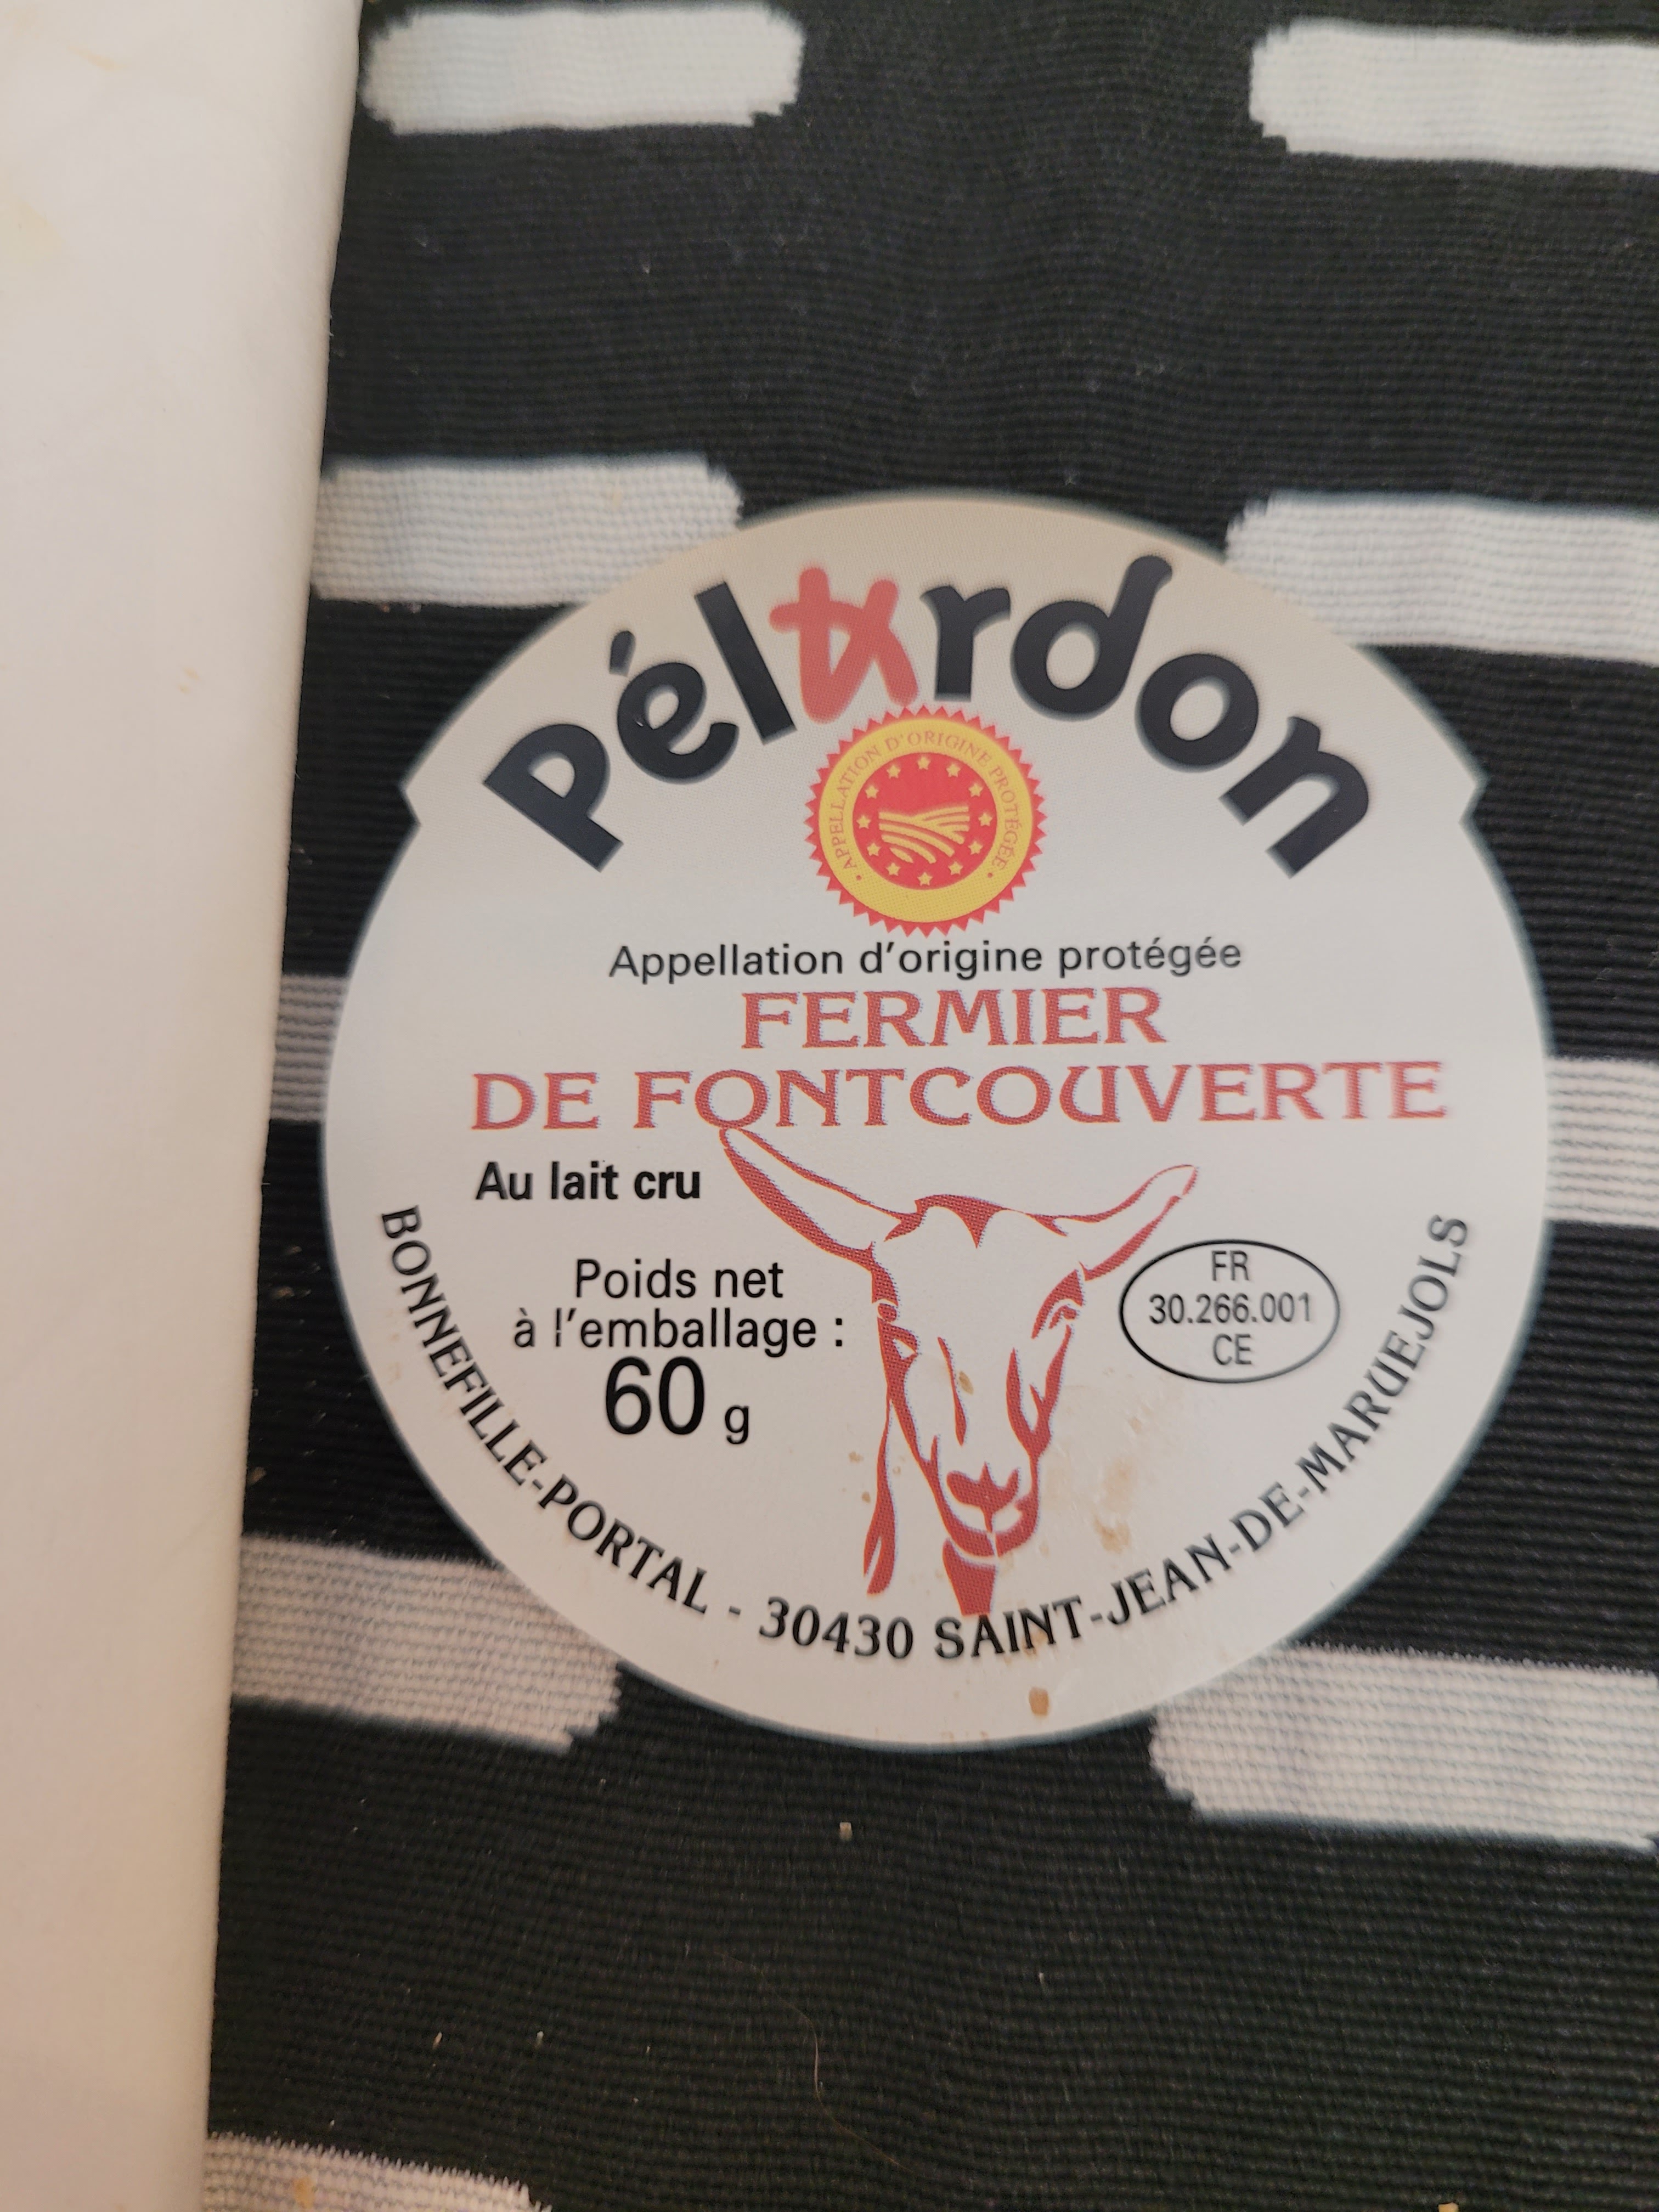 Pélardon
APPELLATION D'ORIGINE PROTÉGÉE
Appellation d'origine protégée
FERMIER
DE FONTCOUVERTE
Au lait cru
Poids net
à l'emballage :
60 g
FR
30.266.001
CE
BONNEFILLE-PORTAL - 30430 SAINT-JEAN-DE-MARUEJOLS